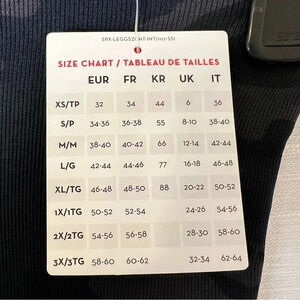 SIZE CHART / TABLEAU DE TAILLES
EUR FR KR UK IT
XS/TP 32 34 44 6 36
S/P 34-36 36-38 55 8-10 38-40
M/M 38-40 40-42 66 12-14 42-44
L/G 42-44 44-46 77 16-18 46-48
XL/TG 46-48 48-50 88 20-22 50-52
1X/1TG 50-52 52-54 24-26 54-56
2X/2TG 54-56 56-58 28-30 58-60
3X/3TG 58-60 60-62 32-34 62-64